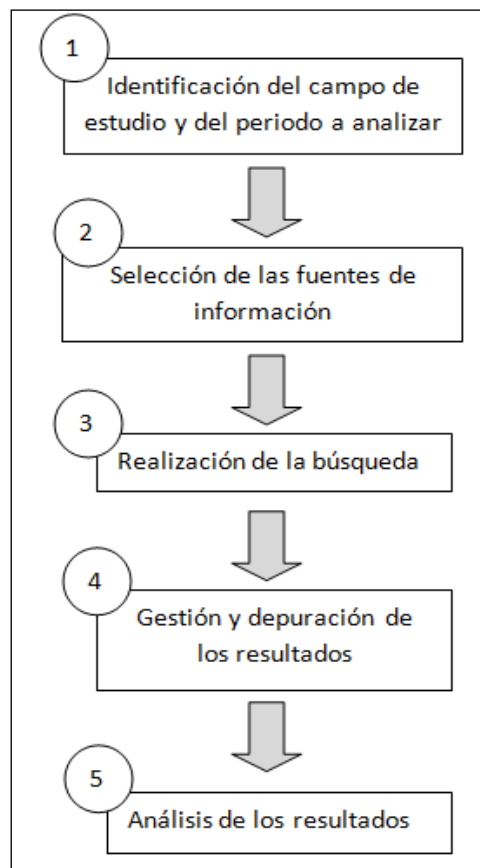 1
Identificación del campo de
estudio y del periodo a analizar
2
Selección de las fuentes de
información
3
Realización de la búsqueda
4
Gestión y depuración de
los resultados
5
Análisis de los resultados